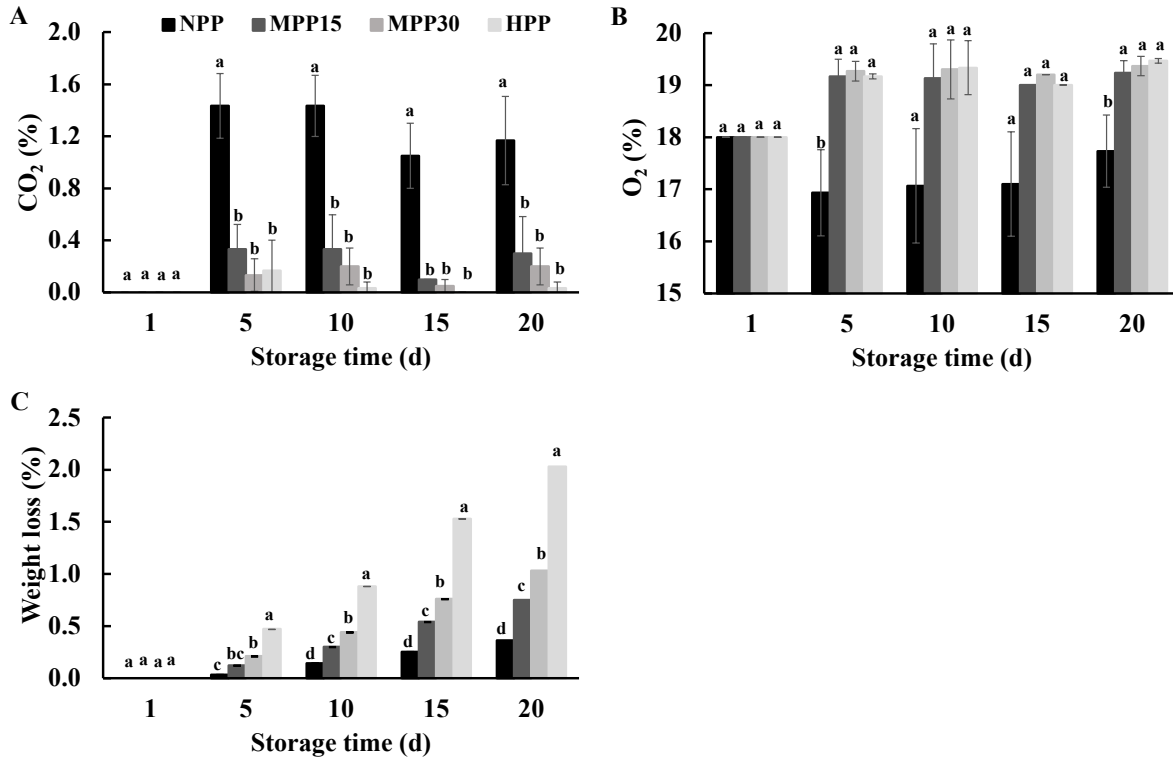 A
NPP MPP15 MPP30 HPP
CO₂ (%)
2.0
1.6
1.2
0.8
0.4
0.0
a a a a
a b b b
a b b b
a b b b
a b b b
1 5 10 15 20
Storage time (d)
B
O₂ (%)
20
19
18
17
16
15
a a a a
b a a a
a a a a
a a a a
b a a a
1 5 10 15 20
Storage time (d)
C
Weight loss (%)
2.5
2.0
1.5
1.0
0.5
0.0
a a a a
c bc b a
d c b a
d c b a
d c b a
1 5 10 15 20
Storage time (d)